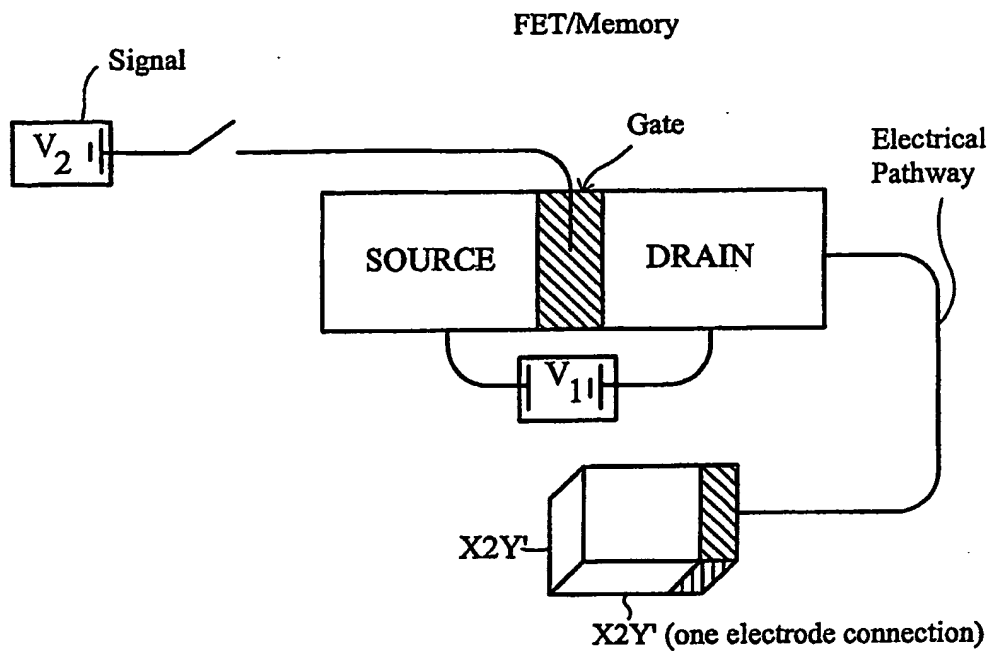 FET/Memory
Signal
V2
Gate
Electrical
Pathway
SOURCE
DRAIN
V1
X2Y'
X2Y' (one electrode connection)